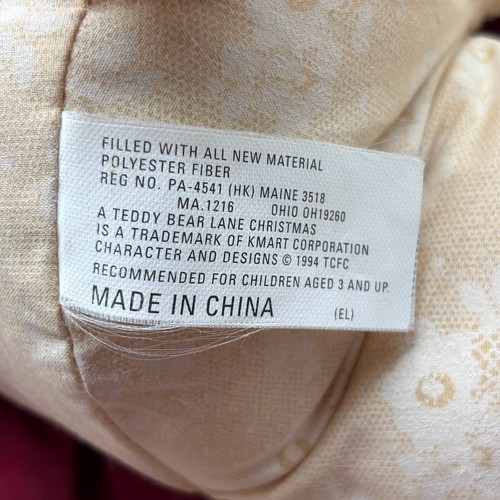 FILLED WITH ALL NEW MATERIAL
POLYESTER FIBER
REG NO. PA-4541 (HK) MAINE 3518
MA.1216 OHIO OH19260
A TEDDY BEAR LANE CHRISTMAS
IS A TRADEMARK OF KMART CORPORATION
CHARACTER AND DESIGNS © 1994 TCFC
RECOMMENDED FOR CHILDREN AGED 3 AND UP.
MADE IN CHINA (EL)